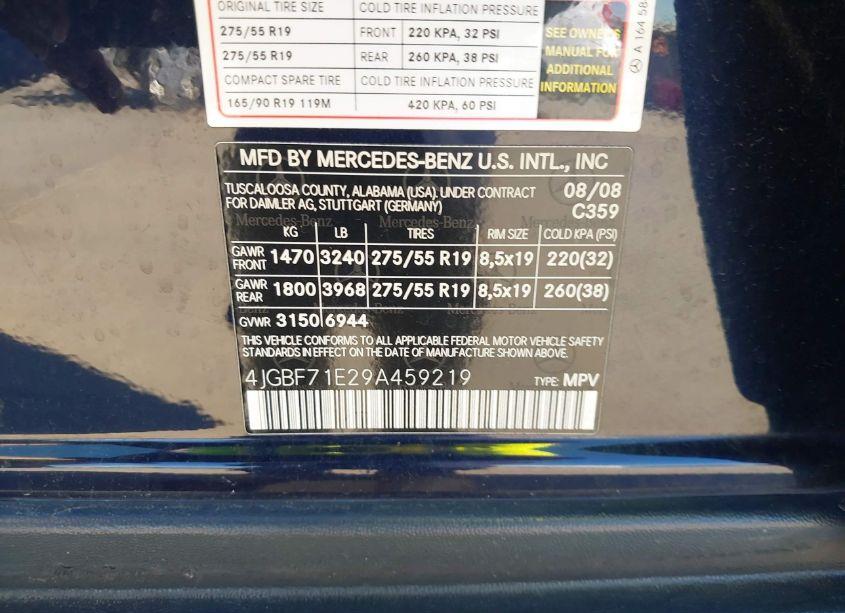 ORIGINAL TIRE SIZE COLD TIRE INFLATION PRESSURE
275/55 R19 FRONT 220 KPA, 32 PSI
275/55 R19 REAR 260 KPA, 38 PSI
COMPACT SPARE TIRE COLD TIRE INFLATION PRESSURE
165/90 R19 119M 420 KPA, 60 PSI
SEE OWNER'S
MANUAL FOR
ADDITIONAL
INFORMATION
A 164 58
MFD BY MERCEDES-BENZ U.S. INTL., INC
TUSCALOOSA COUNTY, ALABAMA (USA). UNDER CONTRACT 08/08
FOR DAIMLER AG, STUTTGART (GERMANY) C359
Mercedes-Benz Mercedes-Benz
KG LB TIRES RIM SIZE COLD KPA (PSI)
GAWR FRONT 1470 3240 275/55 R19 8,5x19 220(32)
GAWR REAR 1800 3968 275/55 R19 8,5x19 260(38)
GVWR 3150 6944
THIS VEHICLE CONFORMS TO ALL APPLICABLE FEDERAL MOTOR VEHICLE SAFETY
STANDARDS IN EFFECT ON THE DATE OF MANUFACTURE SHOWN ABOVE.
4JGBF71E29A459219 TYPE: MPV